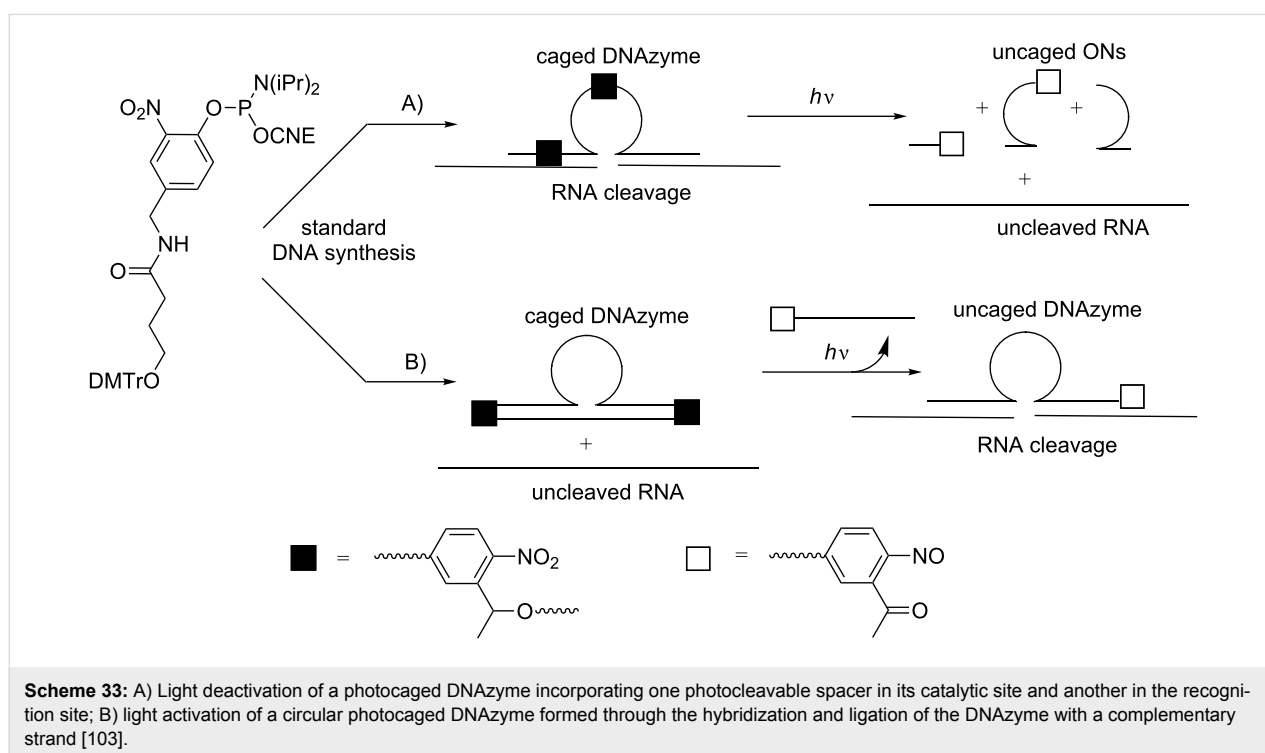 caged DNAzyme
uncaged ONs
N(iPr)2
O2N
O
P
OCNE
A)
hν
+
+
+
RNA cleavage
uncleaved RNA
NH
O
standard
DNA synthesis
DMTrO
B)
caged DNAzyme
hν
uncaged DNAzyme
+
uncleaved RNA
RNA cleavage
=
NO2
O
=
NO
O
Scheme 33: A) Light deactivation of a photocaged DNAzyme incorporating one photocleavable spacer in its catalytic site and another in the recogni-
tion site; B) light activation of a circular photocaged DNAzyme formed through the hybridization and ligation of the DNAzyme with a complementary
strand [103].